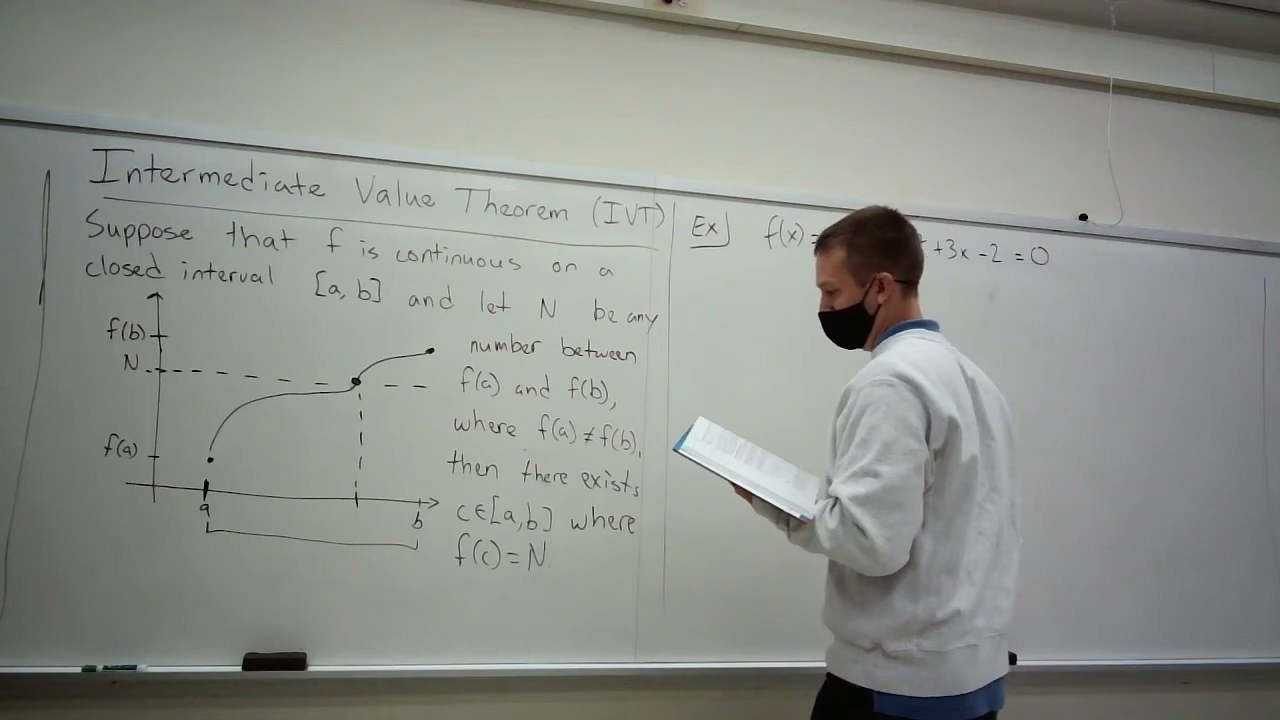 Intermediate Value Theorem (IVT)
Suppose that f is continuous on a
closed interval [a,b] and let N be any
number between
f(a) and f(b),
where f(a) ≠ f(b),
then there exists
c∈[a,b] where
f(c) = N
f(b)
N
f(a)
a
b
Ex] f(x)= +3x-2=0